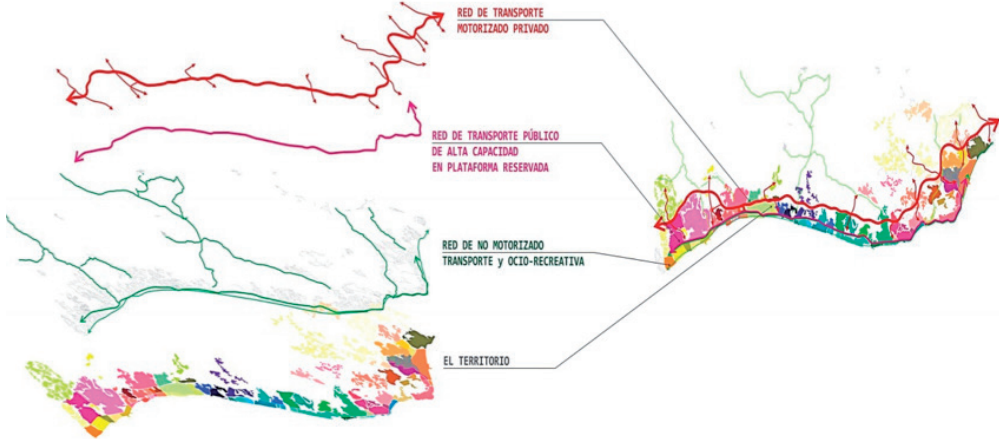 RED DE TRANSPORTE
MOTORIZADO PRIVADO
RED DE TRANSPORTE PÚBLICO
DE ALTA CAPACIDAD
EN PLATAFORMA RESERVADA
RED DE NO MOTORIZADO
TRANSPORTE y OCIO-RECREATIVA
EL TERRITORIO